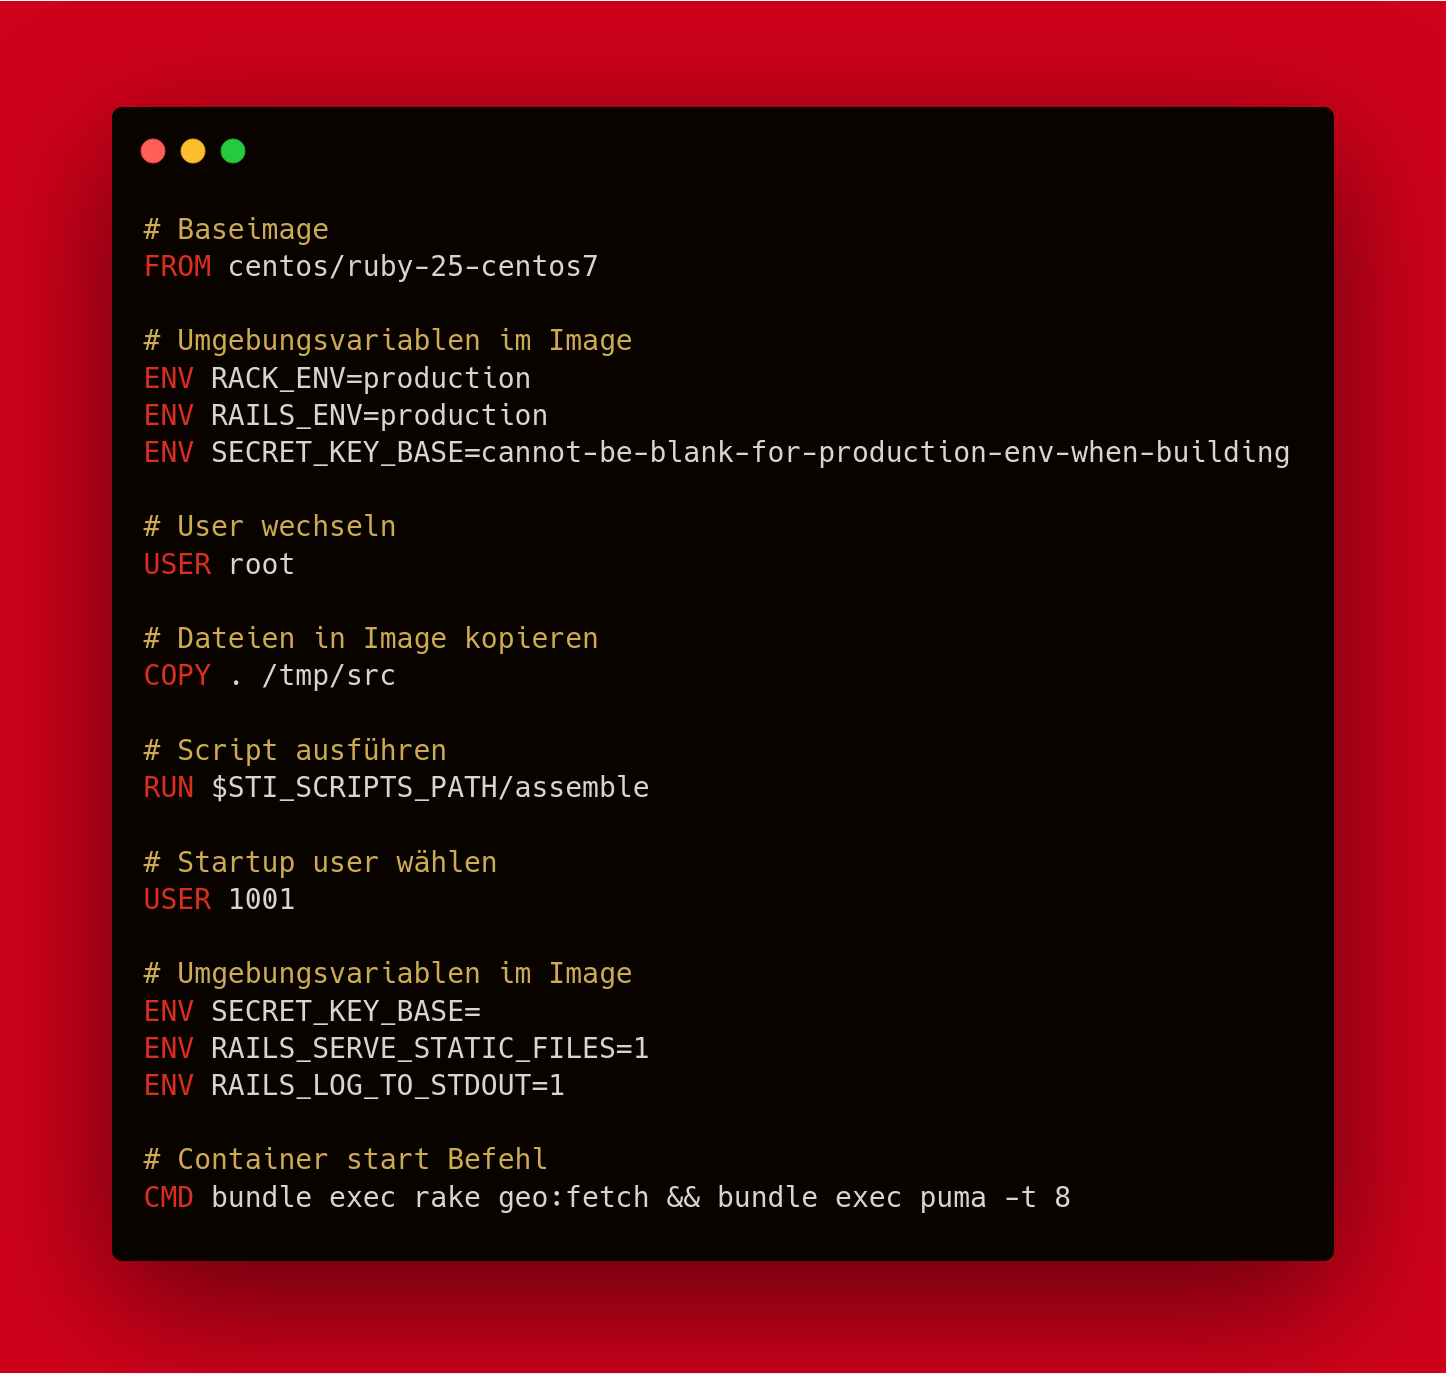 # Baseimage
FROM centos/ruby-25-centos7
# Umgebungsvariablen im Image
ENV RACK_ENV=production
ENV RAILS_ENV=production
ENV SECRET_KEY_BASE=cannot-be-blank-for-production-env-when-building
# User wechseln
USER root
# Dateien in Image kopieren
COPY . /tmp/src
# Script ausführen
RUN $STI_SCRIPTS_PATH/assemble
# Startup user wählen
USER 1001
# Umgebungsvariablen im Image
ENV SECRET_KEY_BASE=
ENV RAILS_SERVE_STATIC_FILES=1
ENV RAILS_LOG_TO_STDOUT=1
# Container start Befehl
CMD bundle exec rake geo:fetch && bundle exec puma -t 8